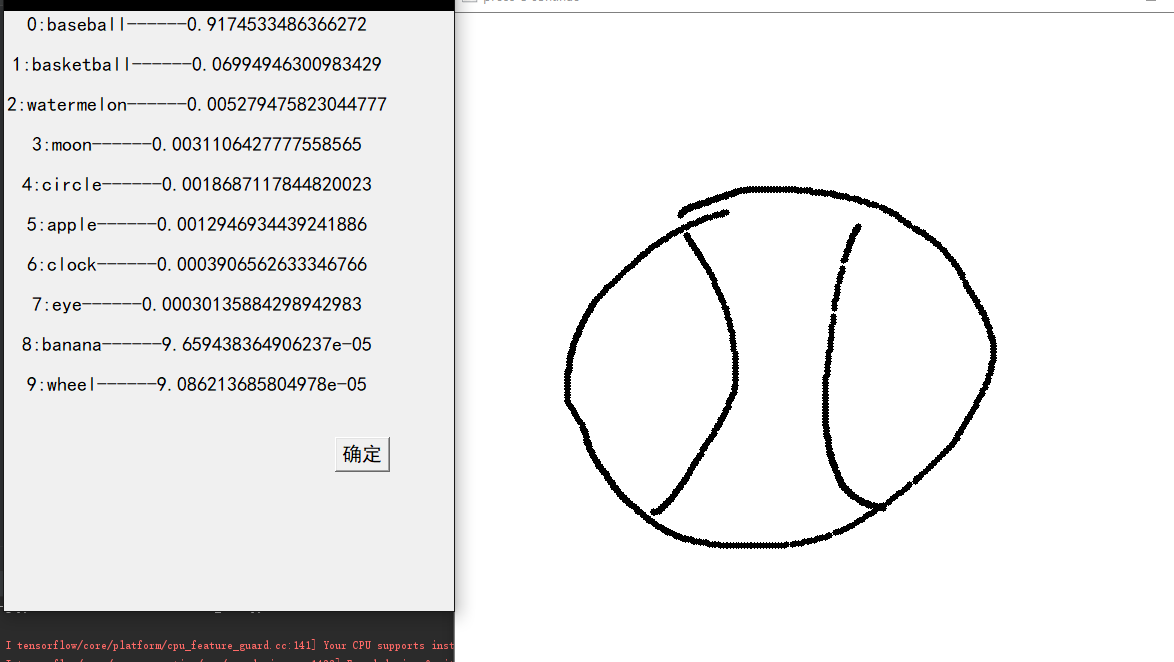 0:baseball------0.9174533486366272
1:basketball------0.06994946300983429
2:watermelon------0.005279475823044777
3:moon------0.0031106427777558565
4:circle------0.0018687117844820023
5:apple------0.0012946934439241886
6:clock------0.0003906562633346766
7:eye------0.00030135884298942983
8:banana------9.659438364906237e-05
9:wheel------9.086213685804978e-05
确定
I tensorflow/core/platform/cpu_feature_guard.cc:141] Your CPU supports inst